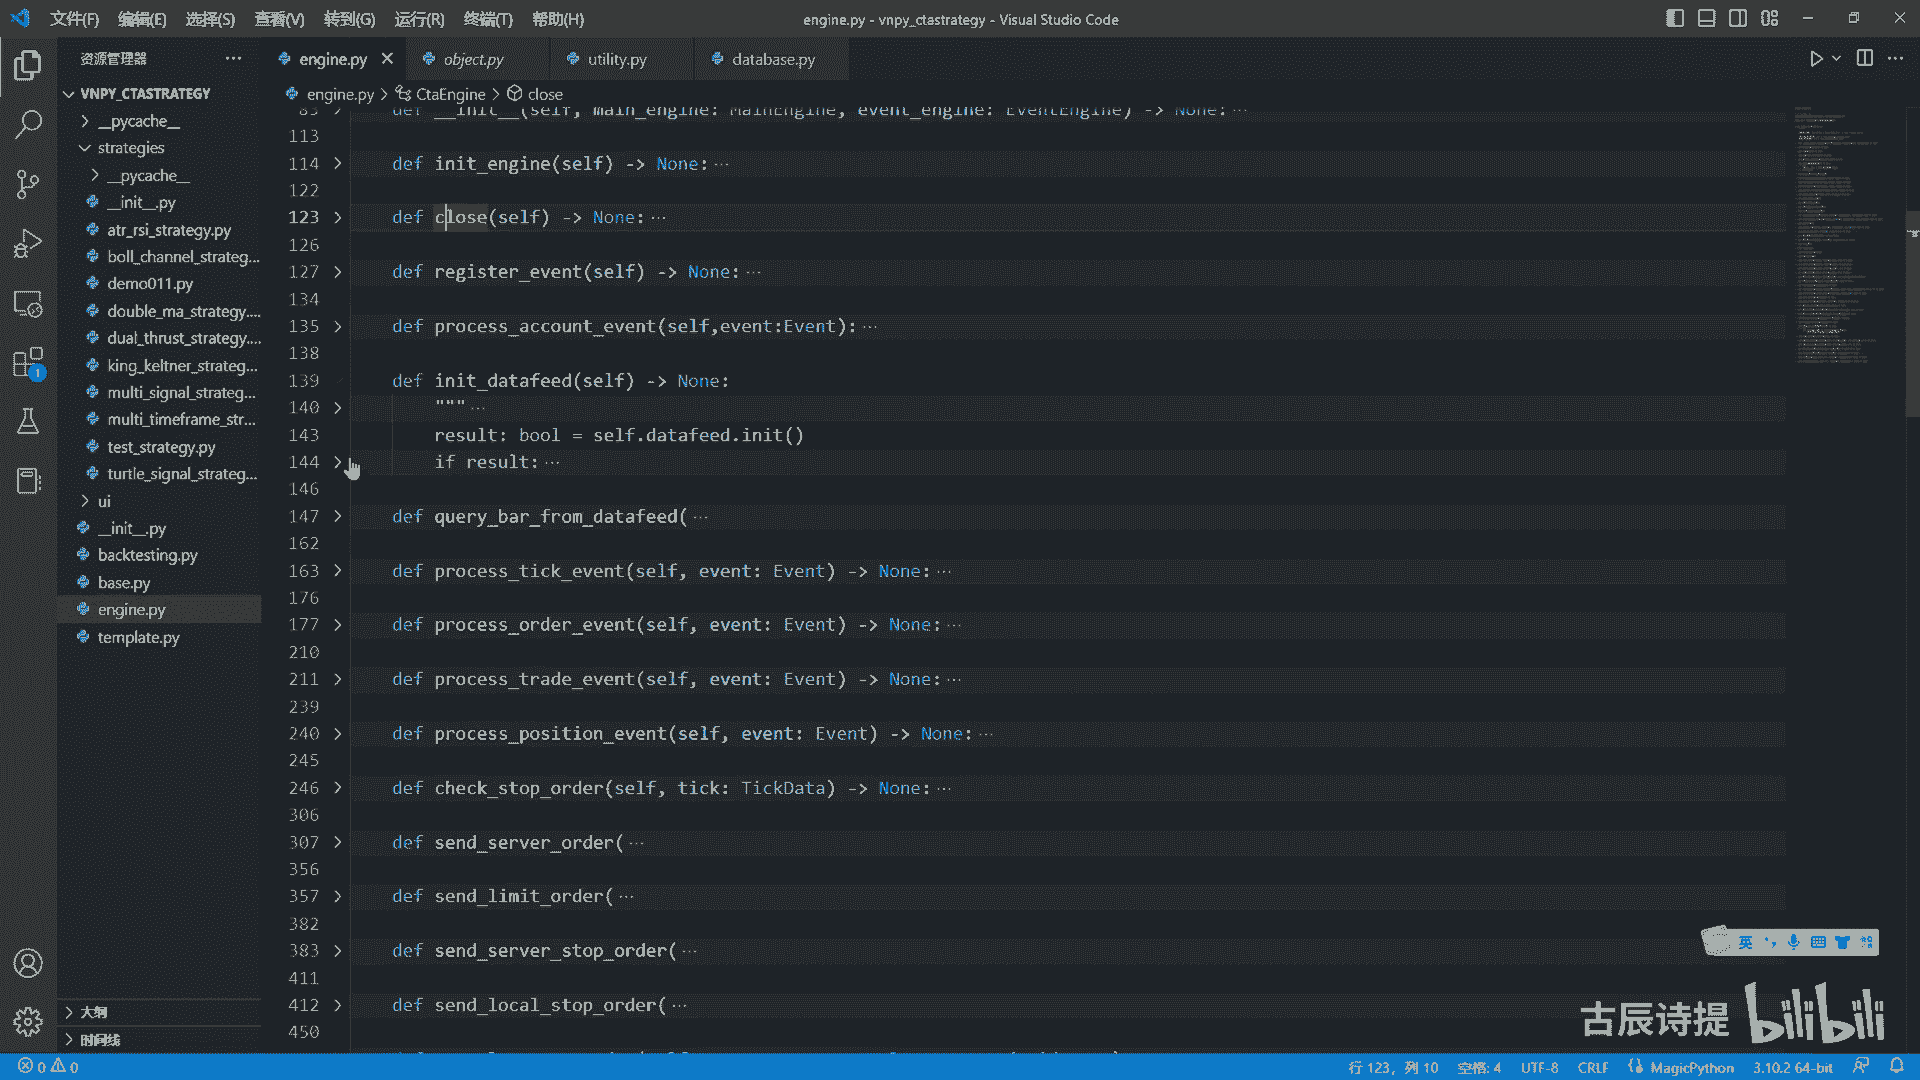 文件(F) 编辑(E) 选择(S) 查看(V) 转到(G) 运行(R) 终端(T) 帮助(H) engine.py - vnpy_ctastrategy - Visual Studio Code
资源管理器 ··· engine.py object.py utility.py database.py
VNPY_CTASTRATEGY
__pycache__
strategies
__pycache__
__init__.py
atr_rsi_strategy.py
boll_channel_strateg...
demo011.py
double_ma_strategy....
dual_thrust_strategy....
king_keltner_strateg...
multi_signal_strateg...
multi_timeframe_str...
test_strategy.py
turtle_signal_strateg...
ui
__init__.py
backtesting.py
base.py
engine.py
template.py
大纲
时间线
engine.py > CtaEngine > close
83 def __init__(self, main_engine: MainEngine, event_engine: EventEngine) -> None: ···
113
114 def init_engine(self) -> None: ···
122
123 def close(self) -> None: ···
126
127 def register_event(self) -> None: ···
134
135 def process_account_event(self,event:Event): ···
138
139 def init_datafeed(self) -> None:
140 """ ···
143 result: bool = self.datafeed.init()
144 if result: ···
146
147 def query_bar_from_datafeed( ···
162
163 def process_tick_event(self, event: Event) -> None: ···
176
177 def process_order_event(self, event: Event) -> None: ···
210
211 def process_trade_event(self, event: Event) -> None: ···
239
240 def process_position_event(self, event: Event) -> None: ···
245
246 def check_stop_order(self, tick: TickData) -> None: ···
306
307 def send_server_order( ···
356
357 def send_limit_order( ···
382
383 def send_server_stop_order( ···
411
412 def send_local_stop_order( ···
450
英
古辰诗提 bilibili
1
0 0 行 123, 列 10 空格: 4 UTF-8 CRLF MagicPython 3.10.2 64-bit